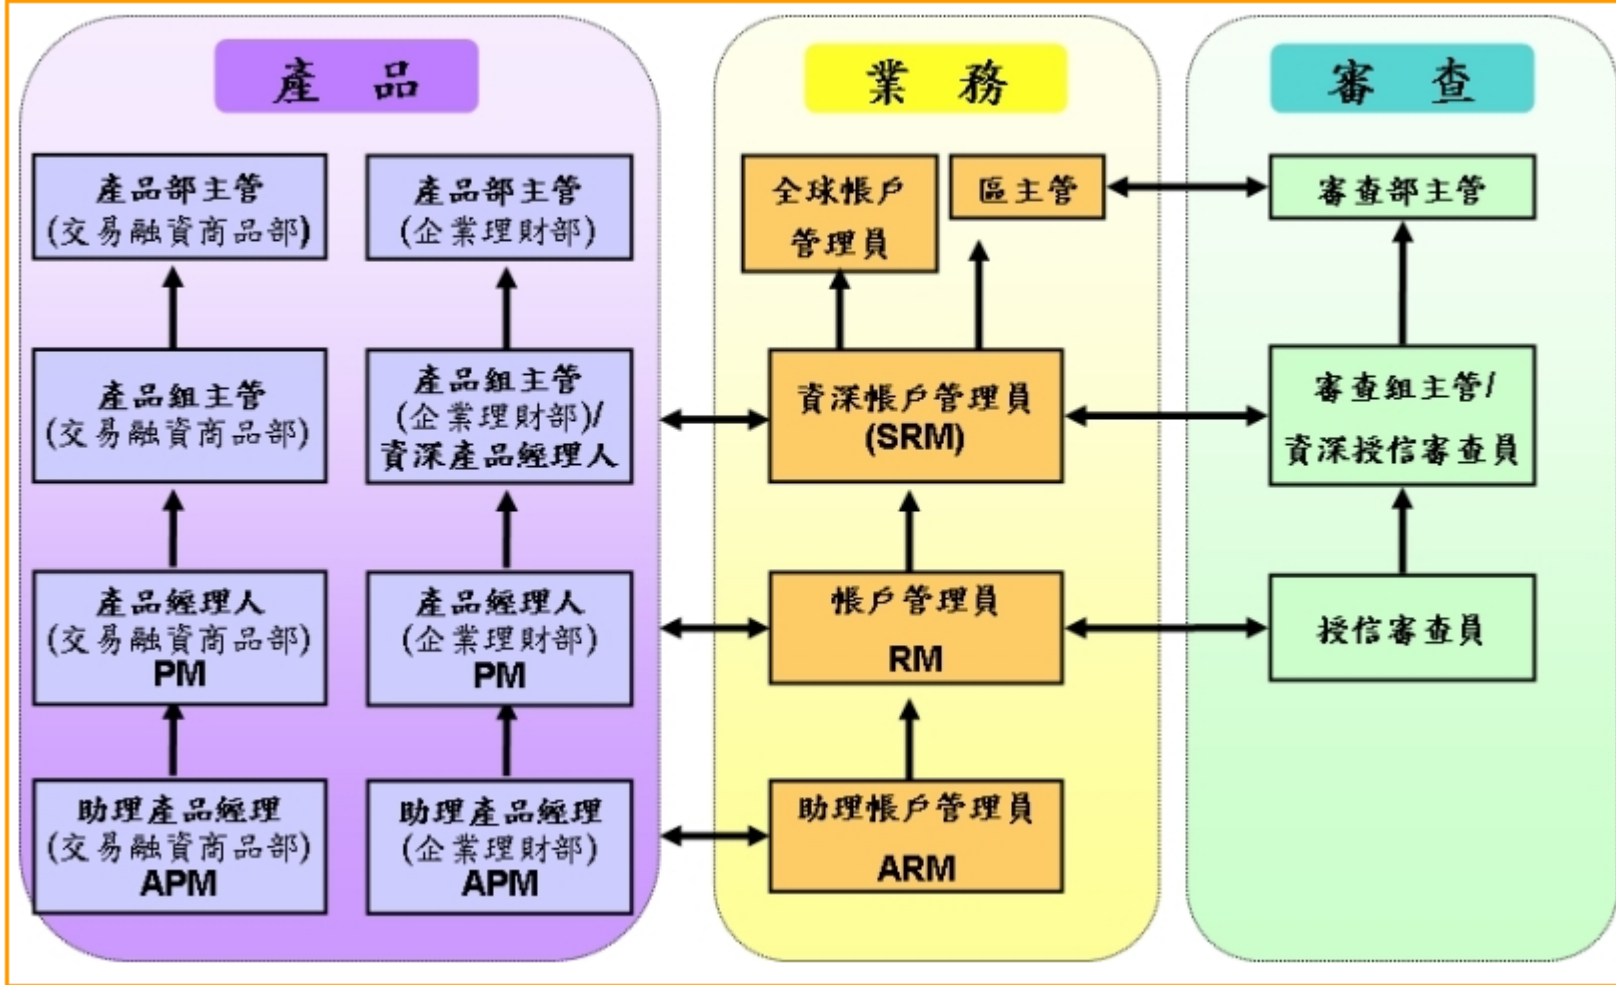 產 品
產品部主管
(交易融資商品部)
產品部主管
(企業理財部)
產品組主管
(交易融資商品部)
產品組主管
(企業理財部)/
資深產品經理人
產品經理人
(交易融資商品部)
PM
產品經理人
(企業理財部)
PM
助理產品經理
(交易融資商品部)
APM
助理產品經理
(企業理財部)
APM
業 務
全球帳戶
管理員
區主管
資深帳戶管理員
(SRM)
帳戶管理員
RM
助理帳戶管理員
ARM
審 查
審查部主管
審查組主管/
資深授信審查員
授信審查員